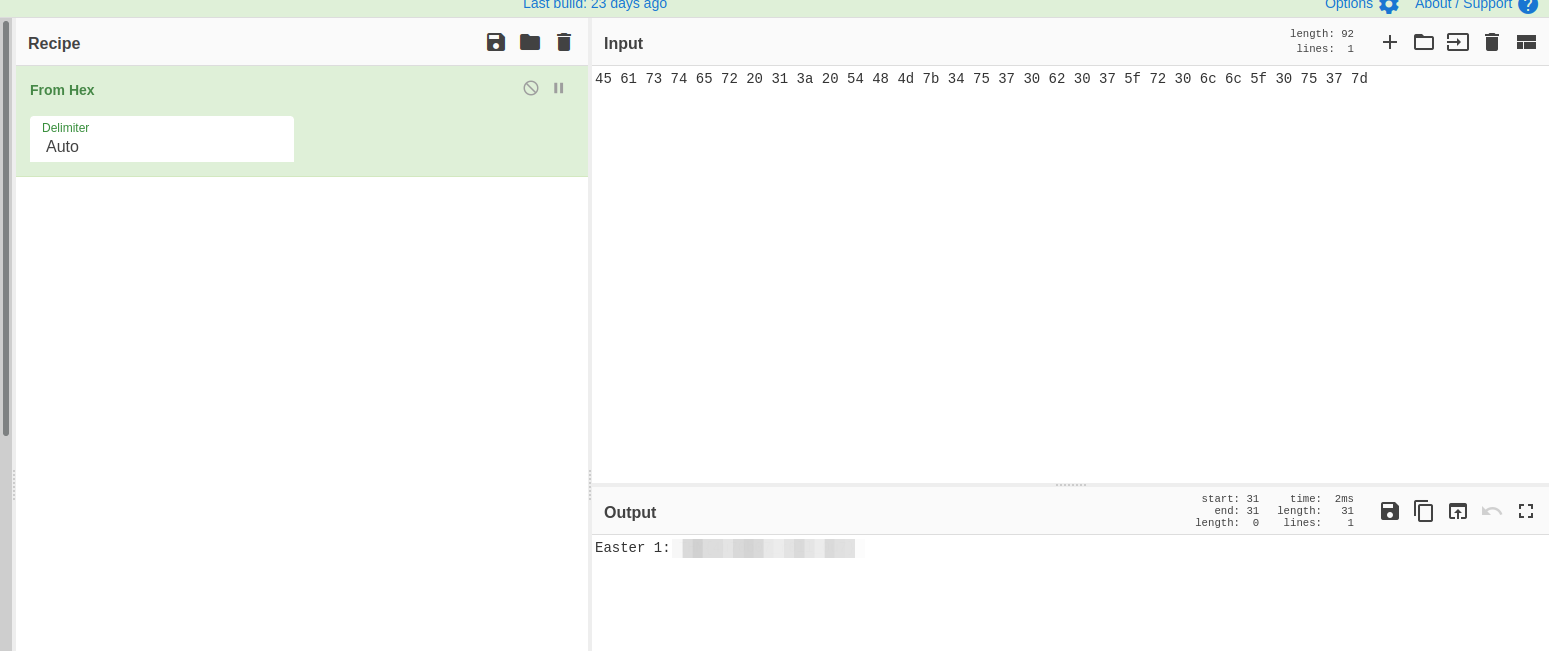 Last build: 23 days ago
Options
About / Support
Recipe
From Hex
Delimiter
Auto
Input
length: 92
lines: 1
45 61 73 74 65 72 20 31 3a 20 54 48 4d 7b 34 75 37 30 62 30 37 5f 72 30 6c 6c 5f 30 75 37 7d
Output
start: 31 time: 2ms
end: 31 length: 31
length: 0 lines: 1
Easter 1: